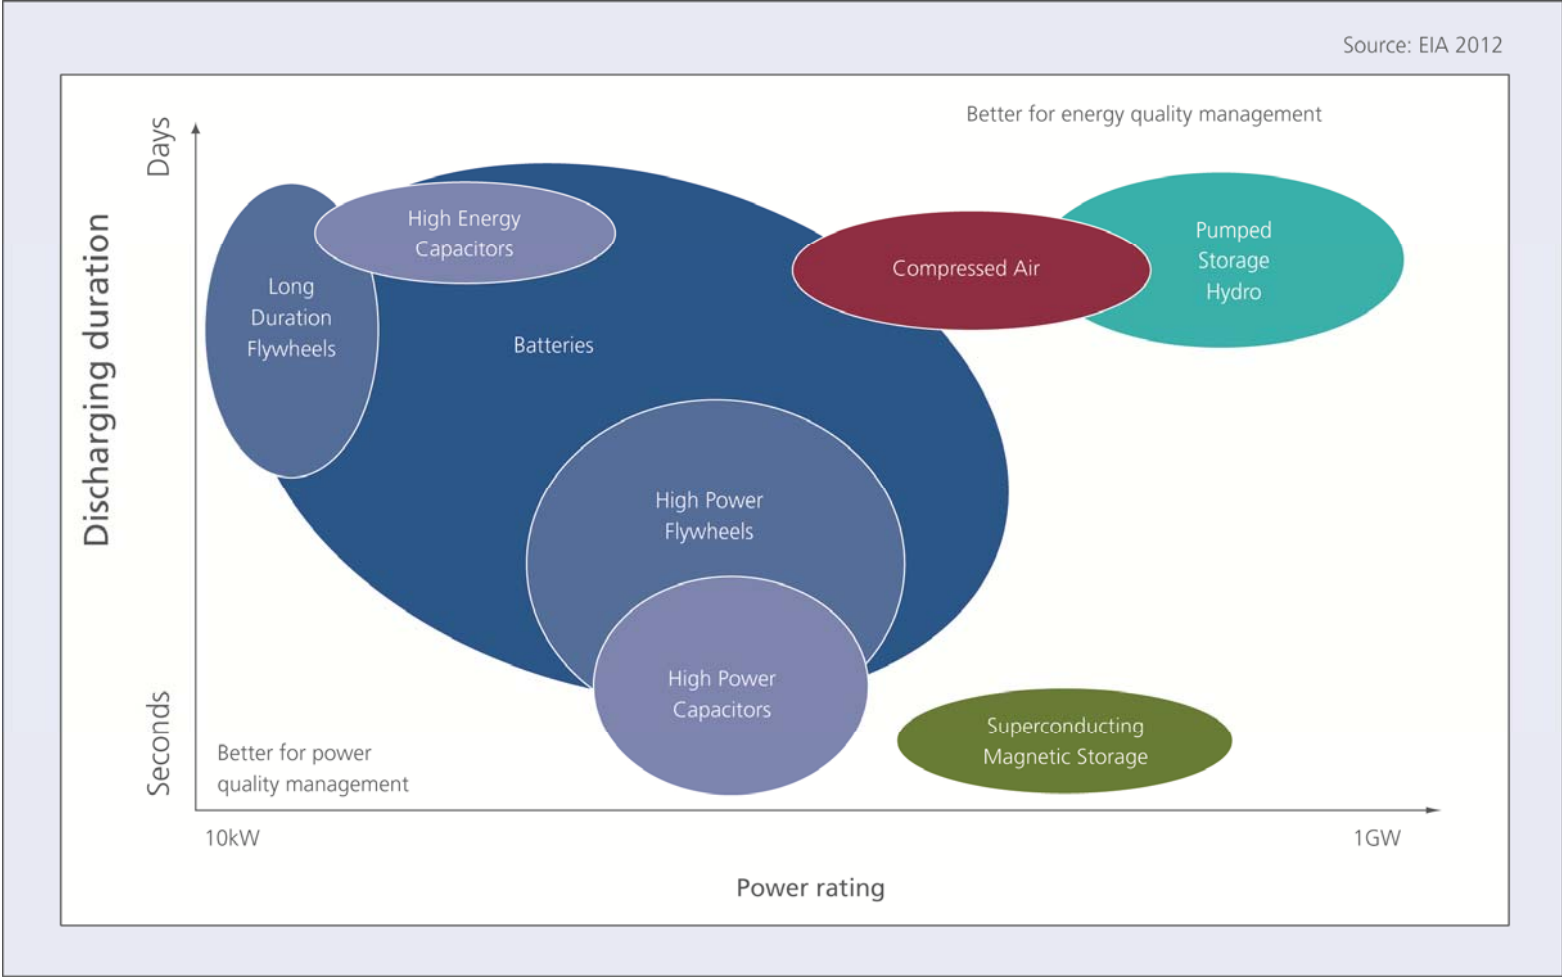 Source: EIA 2012
Better for energy quality management
Days
Discharging duration
Seconds
High Energy
Capacitors
Long
Duration
Flywheels
Batteries
Compressed Air
Pumped
Storage
Hydro
High Power
Flywheels
High Power
Capacitors
Superconducting
Magnetic Storage
Better for power
quality management
10kW
1GW
Power rating